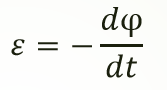 ε = − dφ/dt